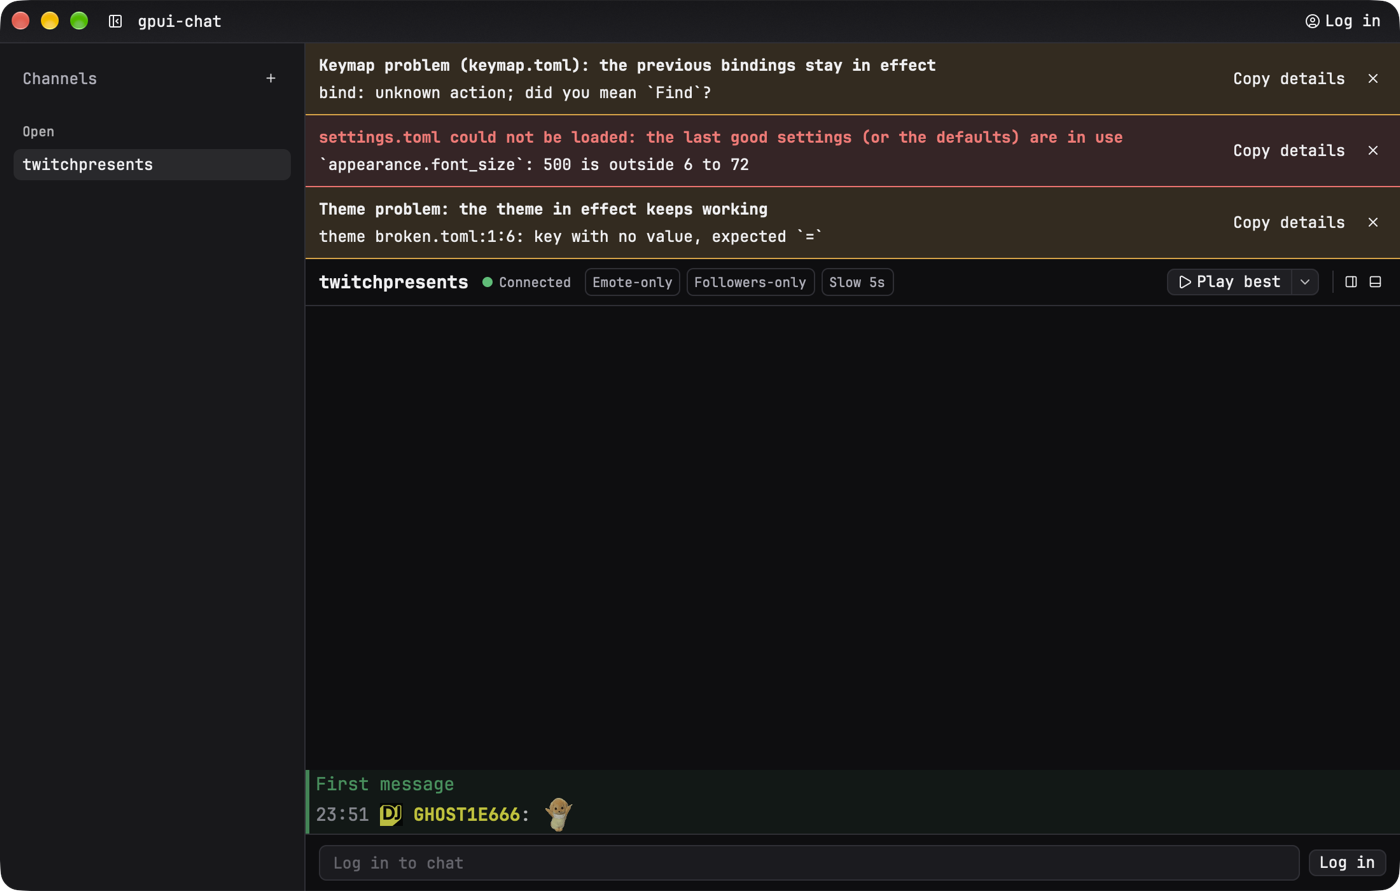 gpui-chat
Log in
Channels +
Open
twitchpresents
Keymap problem (keymap.toml): the previous bindings stay in effect
bind: unknown action; did you mean `Find`?
Copy details
settings.toml could not be loaded: the last good settings (or the defaults) are in use
`appearance.font_size`: 500 is outside 6 to 72
Copy details
Theme problem: the theme in effect keeps working
theme broken.toml:1:6: key with no value, expected `=`
Copy details
twitchpresents Connected Emote-only Followers-only Slow 5s Play best
First message
23:51 DJ GHOST1E666:
Log in to chat Log in